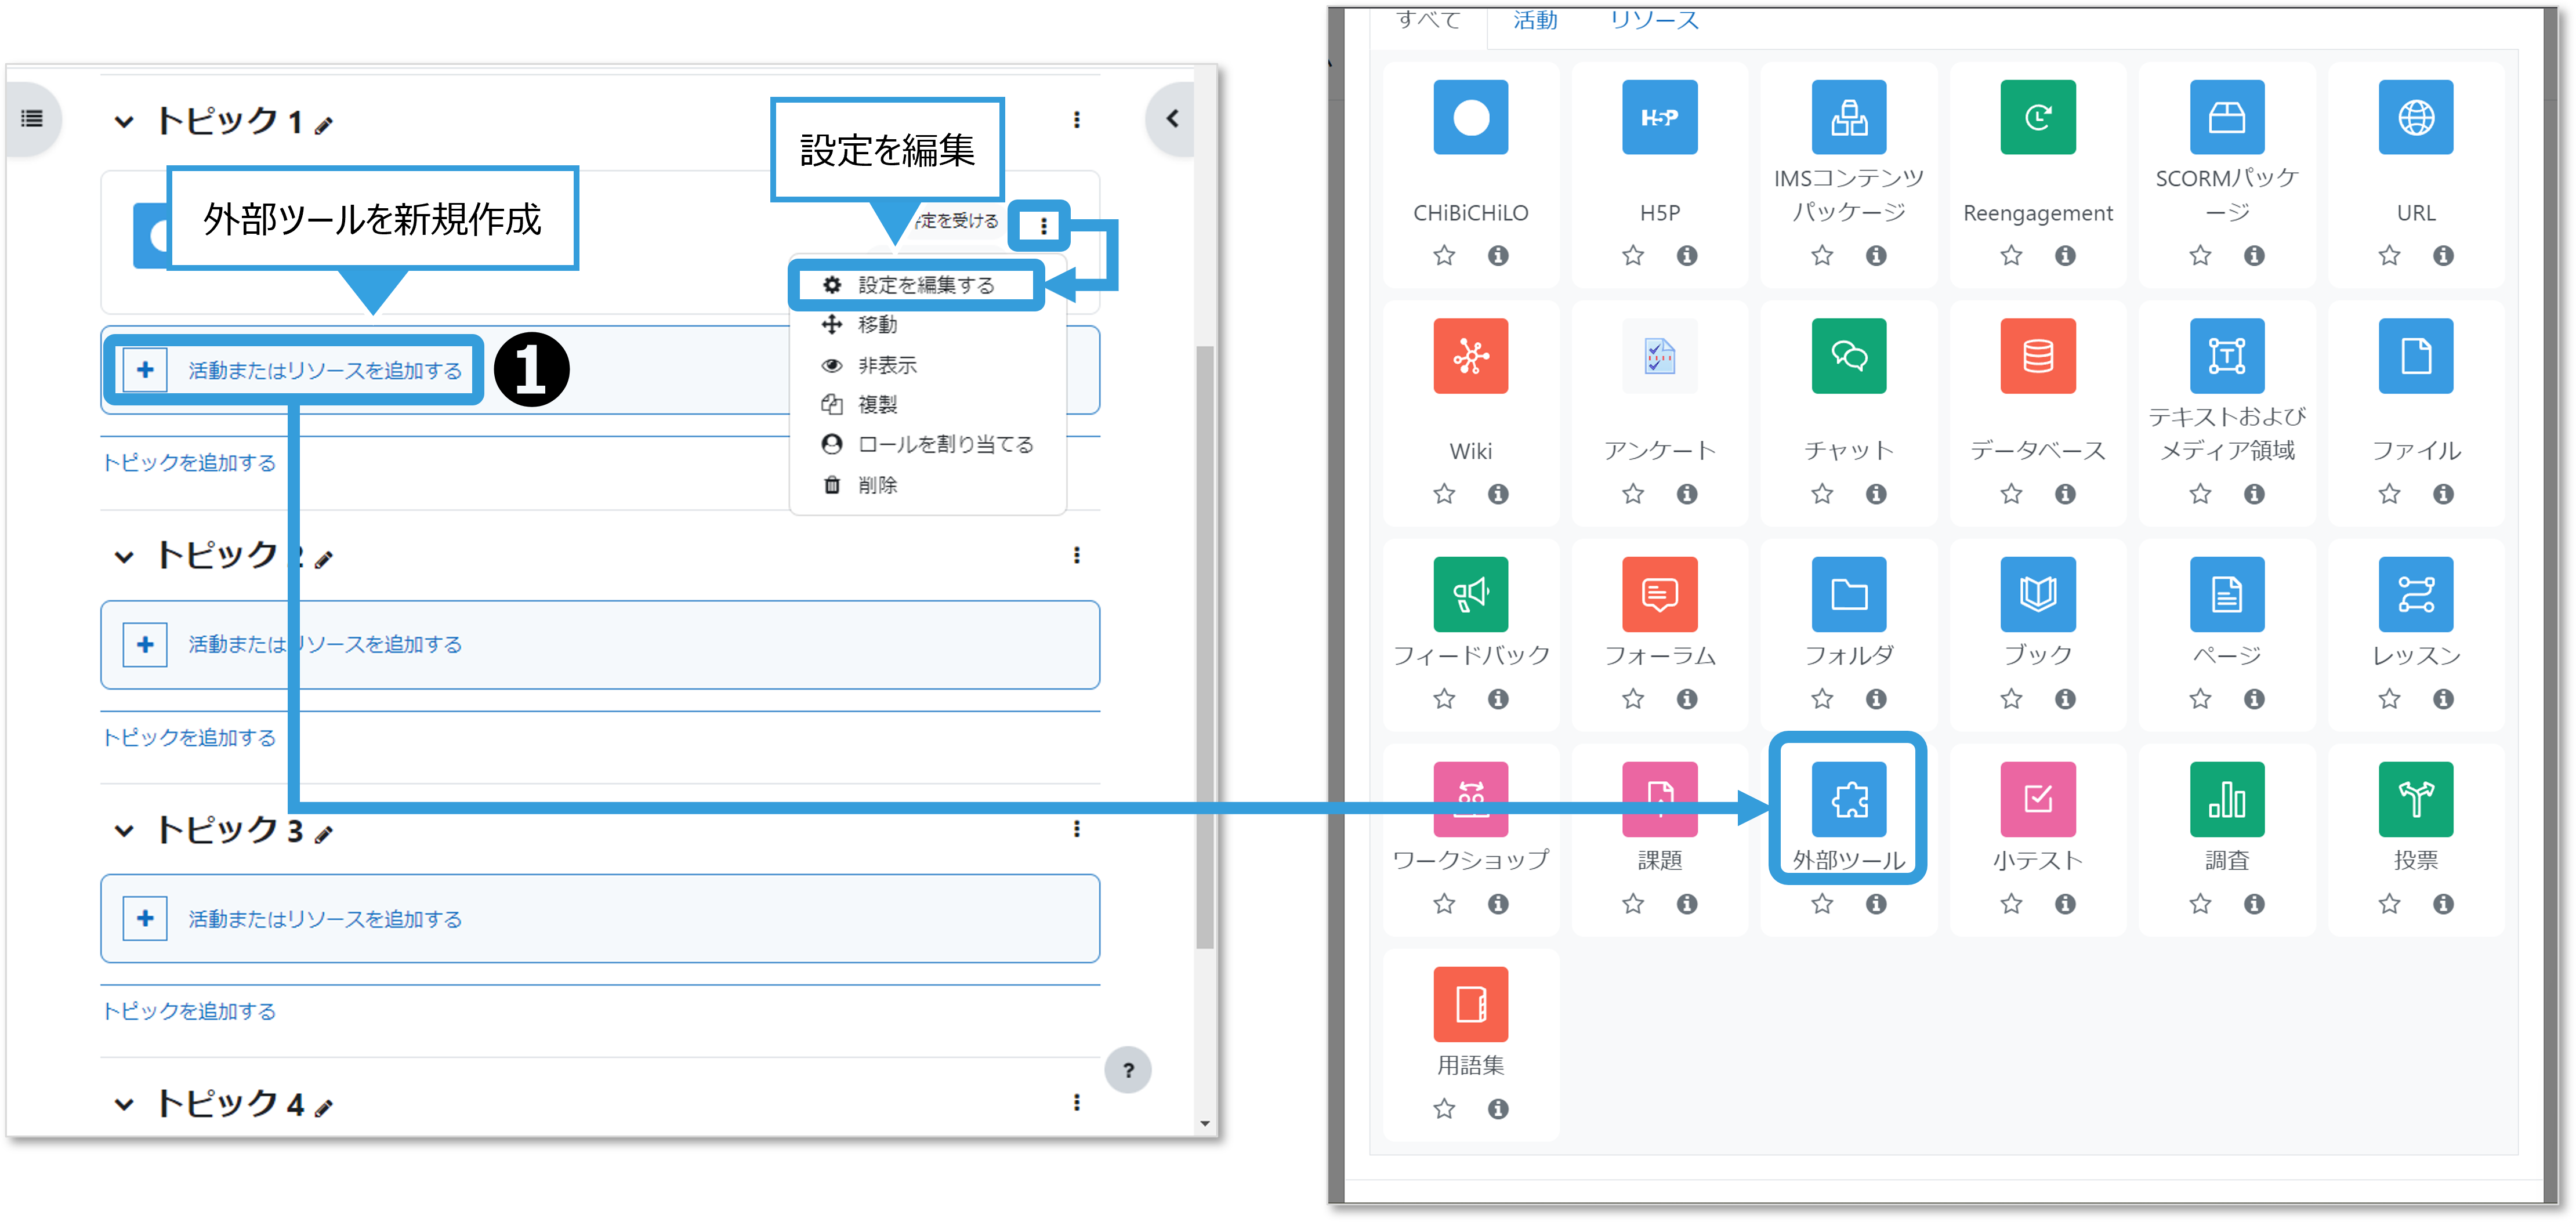 トピック 1
設定を編集
外部ツールを新規作成
定を受ける
設定を編集する
移動
非表示
複製
ロールを割り当てる
削除
活動またはリソースを追加する
1
トピックを追加する
トピック 2
活動またはリソースを追加する
トピックを追加する
トピック 3
活動またはリソースを追加する
トピックを追加する
トピック 4
?
すべて
活動
リソース
CHiBiCHiLO
H5P
H5P
IMSコンテンツ
パッケージ
Reengagement
SCORMパッケ
ージ
URL
Wiki
アンケート
チャット
データベース
テキストおよび
メディア領域
ファイル
フィードバック
フォーラム
フォルダ
ブック
ページ
レッスン
ワークショップ
課題
外部ツール
小テスト
調査
投票
用語集